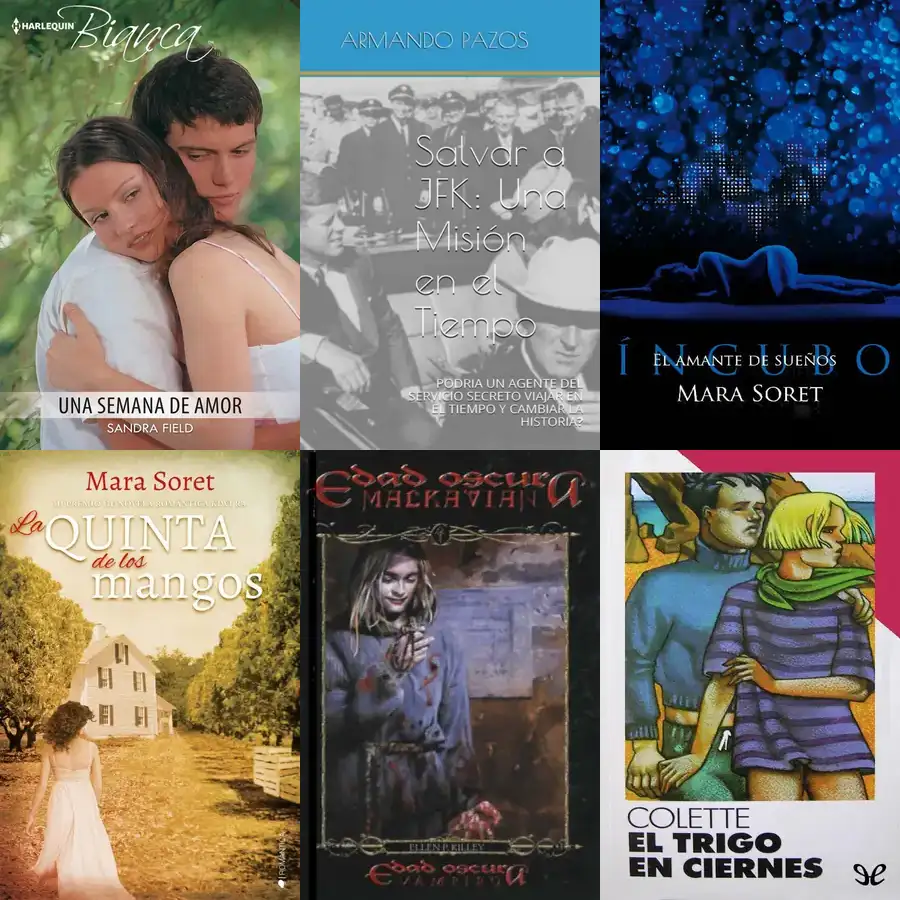 HARLEQUIN
Bianca
UNA SEMANA DE AMOR
SANDRA FIELD
ARMANDO PAZOS
Salvar a
JFK: Una
Misión
en el
Tiempo
PODRIA UN AGENTE DEL
SERVICIO SECRETO VIAJAR EN
EL TIEMPO Y CAMBIAR LA
HISTORIA?
ÍNCUBO
EL AMANTE DE SUEÑOS
MARA SORET
Mara Soret
La
QUINTA
de los
mangos
Edad oscura
MALKAVIAN
ELLEN P. KILLEY
Edad oscura
VAMPIRO
COLETTE
EL TRIGO
EN CIERNES